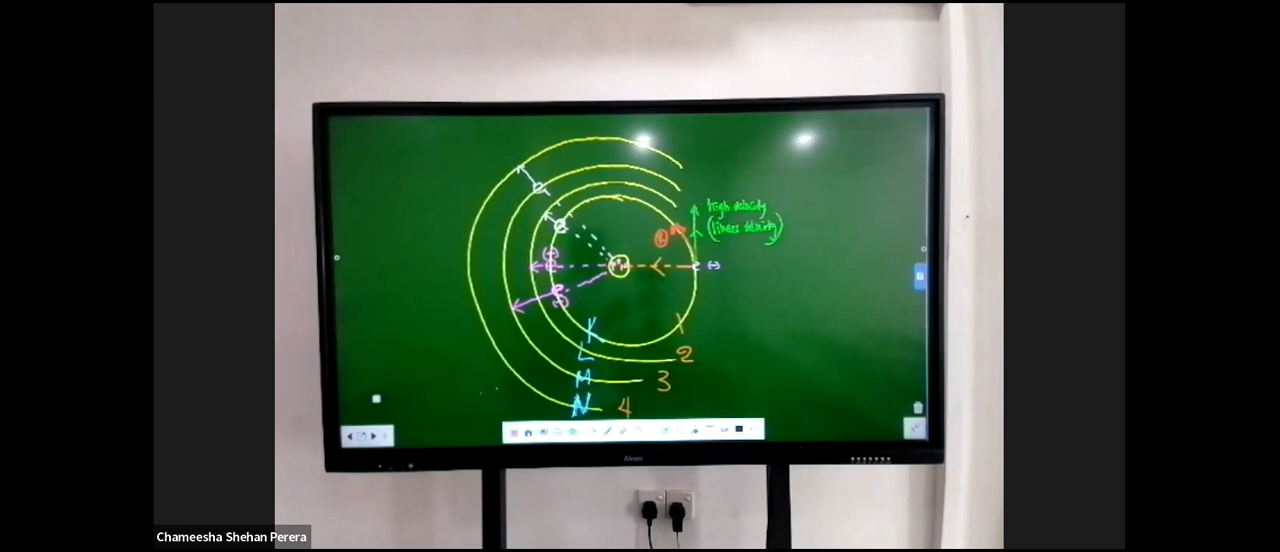 high velocity
(linear velocity)
(-)
(-)
(-)
K
L
M
N
1
2
3
4
Chameesha Shehan Perera